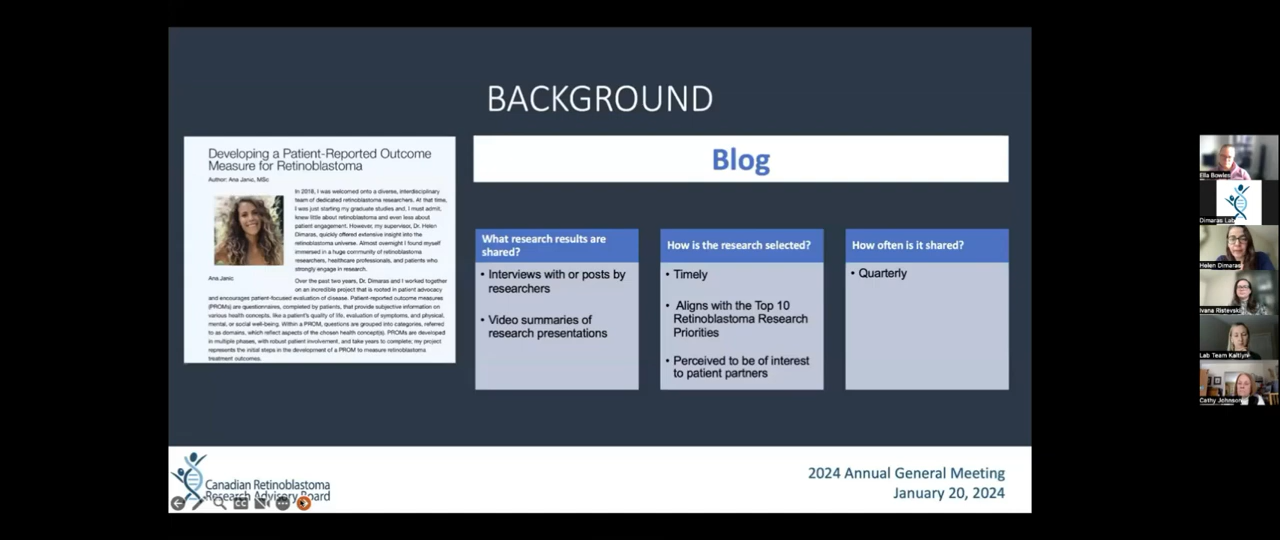 BACKGROUND
Developing a Patient-Reported Outcome
Measure for Retinoblastoma
Author: Ana Janic, MSc
In 2018, I was welcomed onto a diverse, interdisciplinary
team of dedicated retinoblastoma researchers. At that time,
I was just starting my graduate studies and, I must admit,
knew little about retinoblastoma and even less about
patient engagement. However, my supervisor, Dr. Helen
Dimaras, quickly offered extensive insight into the
retinoblastoma universe. Almost overnight I found myself
immersed in a huge community of retinoblastoma
researchers, healthcare professionals, and patients who
strongly engage in research.
Ana Janic
Over the past two years, Dr. Dimaras and I worked together
on an incredible project that is rooted in patient advocacy
and encourages patient-focused evaluation of disease. Patient-reported outcome measures
(PROMs) are questionnaires, completed by patients, that provide subjective information on
various health concepts, like a patient's quality of life, evaluation of symptoms, and physical,
mental, or social well-being. Within a PROM, questions are grouped into categories, referred
to as domains, which reflect aspects of the chosen health concept(s). PROMs are developed
in multiple phases, with robust patient involvement, and take years to complete; my project
represents the initial steps in the development of a PROM to measure retinoblastoma
treatment outcomes.
Blog
What research results are
shared?
• Interviews with or posts by
researchers
• Video summaries of
research presentations
How is the research selected?
• Timely
• Aligns with the Top 10
Retinoblastoma Research
Priorities
• Perceived to be of interest
to patient partners
How often is it shared?
• Quarterly
Canadian Retinoblastoma
Research Advisory Board
CC
2024 Annual General Meeting
January 20, 2024
Ella Bowles
Dimaras Lab
Helen Dimaras
Ivana Ristevski
Lab Team Kaitlyn
Cathy Johnson